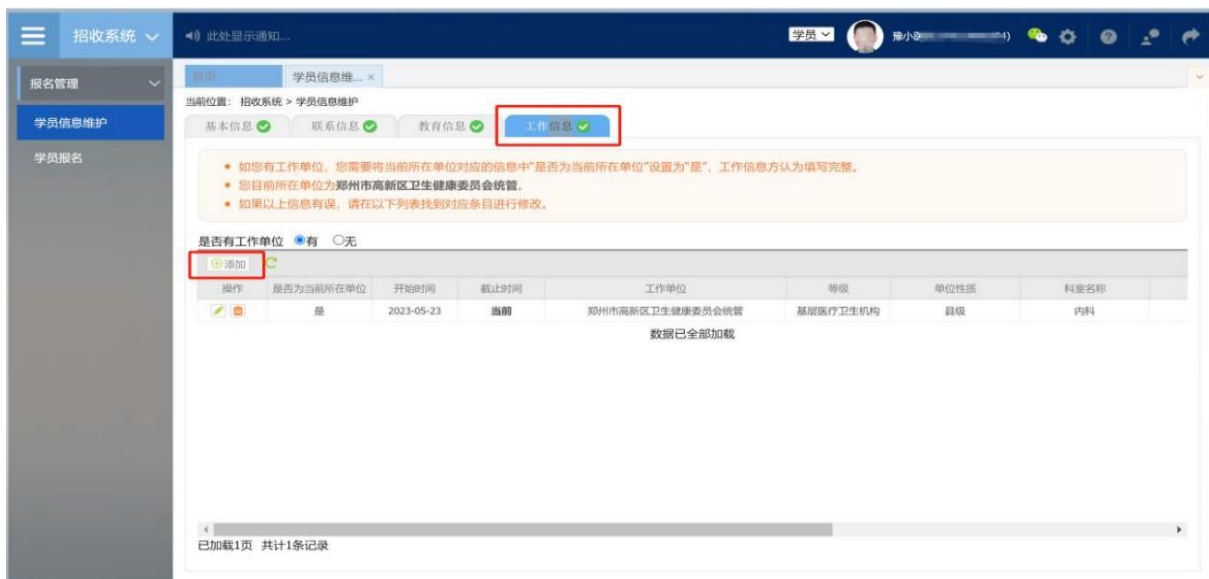 招收系统
此处显示通知...
学员
豫小
报名管理
学员信息维护
学员报名
学员信息维... ×
当前位置： 招收系统 > 学员信息维护
基本信息
联系信息
教育信息
工作信息
• 如您有工作单位，您需要将当前所在单位对应的信息中"是否为当前所在单位"设置为"是"，工作信息方认为填写完整。
• 您目前所在单位为郑州市高新区卫生健康委员会统管。
• 如果以上信息有误，请在以下列表找到对应条目进行修改。
是否有工作单位 有 无
添加
操作 是否为当前所在单位 开始时间 截止时间 工作单位 等级 单位性质 科室名称
是 2023-05-23 当前 郑州市高新区卫生健康委员会统管 基层医疗卫生机构 县级 内科
数据已全部加载
已加载1页 共计1条记录